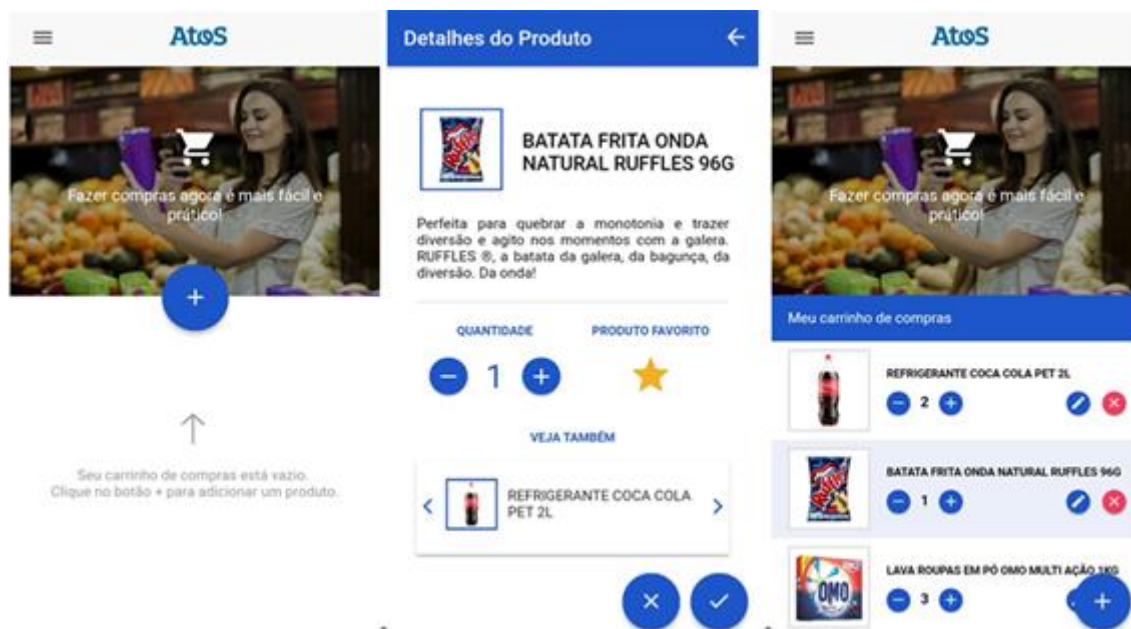 AtoS
Fazer compras agora é mais fácil e
prático!
+
Seu carrinho de compras está vazio.
Clique no botão + para adicionar um produto.
Detalhes do Produto
RUFFLES
BATATA FRITA ONDA
NATURAL RUFFLES 96G
Perfeita para quebrar a monotonia e trazer
diversão e agito nos momentos com a galera.
RUFFLES ®, a batata da galera, da bagunça, da
diversão. Da onda!
QUANTIDADE PRODUTO FAVORITO
− 1 +
VEJA TAMBÉM
REFRIGERANTE COCA COLA
PET 2L
AtoS
Fazer compras agora é mais fácil e
prático!
Meu carrinho de compras
REFRIGERANTE COCA COLA PET 2L
− 2 +
BATATA FRITA ONDA NATURAL RUFFLES 96G
RUFFLES
− 1 +
LAVA ROUPAS EM PÓ OMO MULTI AÇÃO 1KG
OMO
− 3 +
+